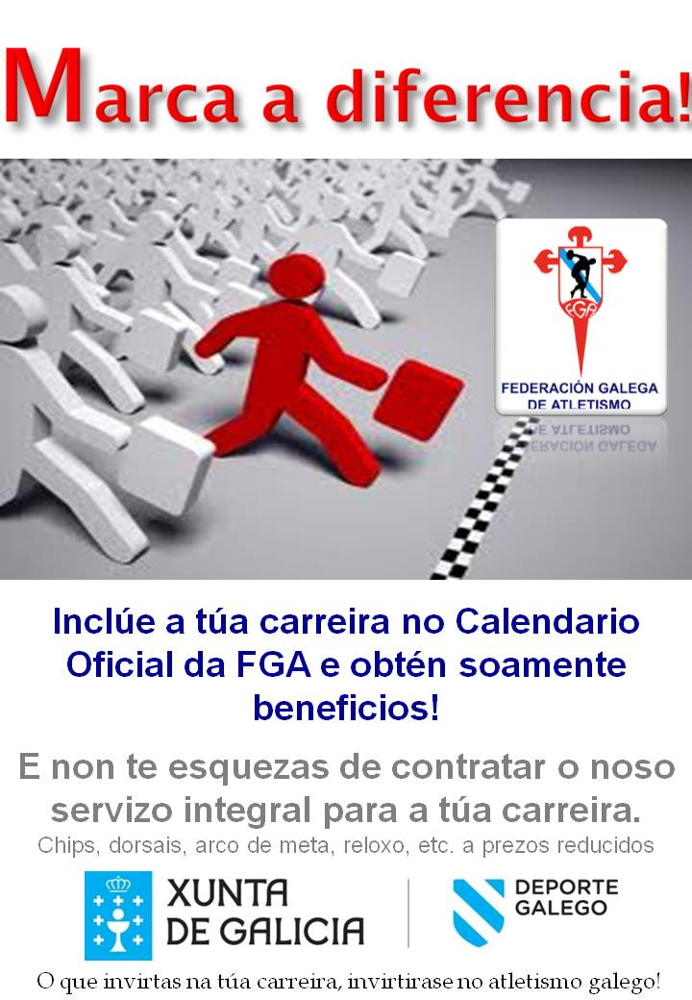 Marca a diferencia!
FGA
FEDERACIÓN GALEGA
DE ATLETISMO
Inclúe a túa carreira no Calendario
Oficial da FGA e obtén soamente
beneficios!
E non te esquezas de contratar o noso
servizo integral para a túa carreira.
Chips, dorsais, arco de meta, reloxo, etc. a prezos reducidos
XUNTA
DE GALICIA
DEPORTE
GALEGO
O que invirtas na túa carreira, invirtirase no atletismo galego!